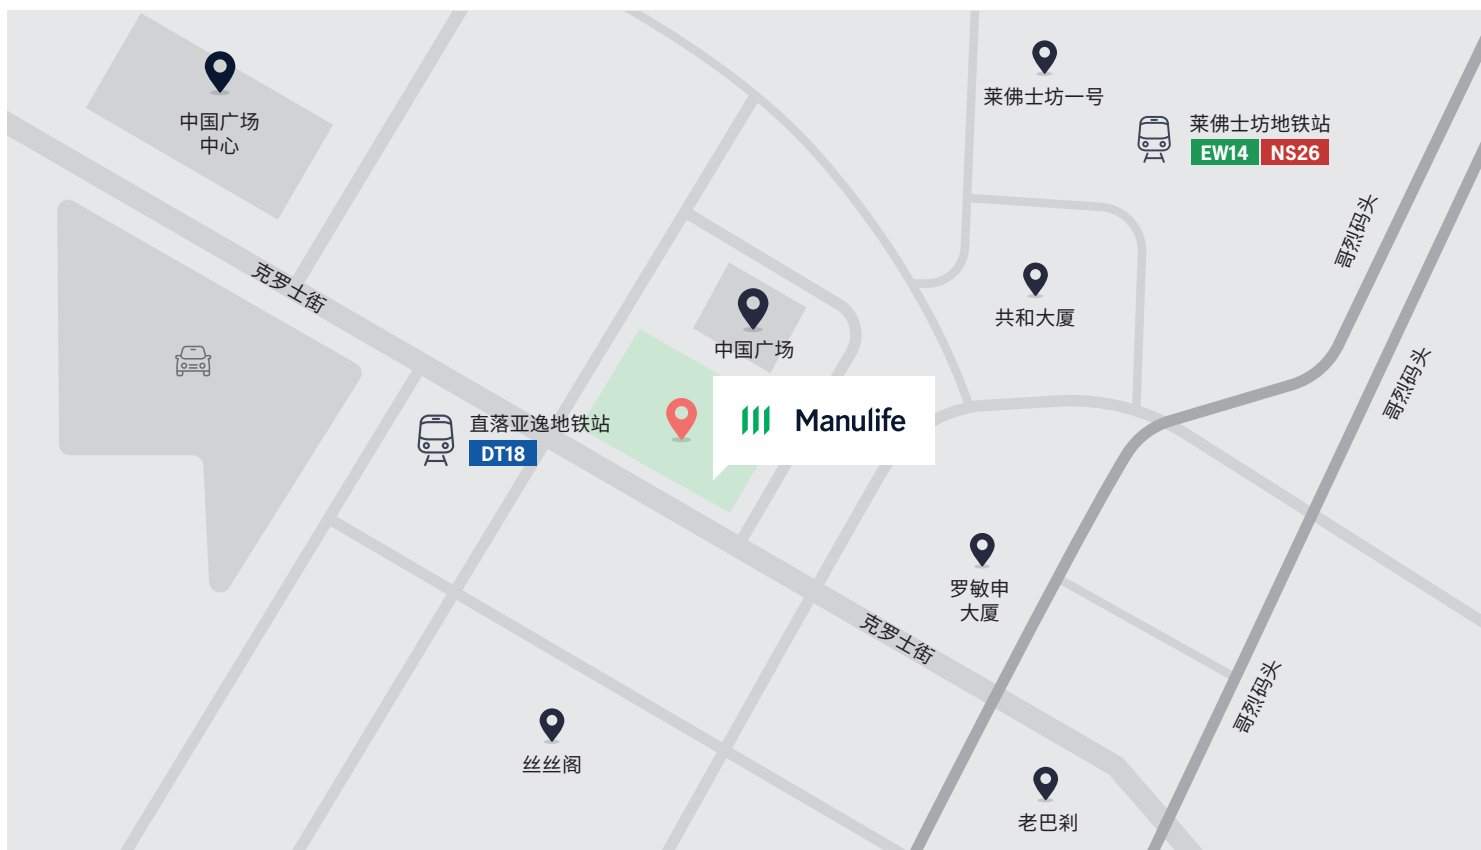 莱佛士坊一号
中国广场
中心
莱佛士坊地铁站
EW14 NS26
哥烈码头
克罗士街
共和大厦
中国广场
哥烈码头
Manulife
直落亚逸地铁站
DT18
罗敏申
大厦
克罗士街
哥烈码头
丝丝阁
老巴刹